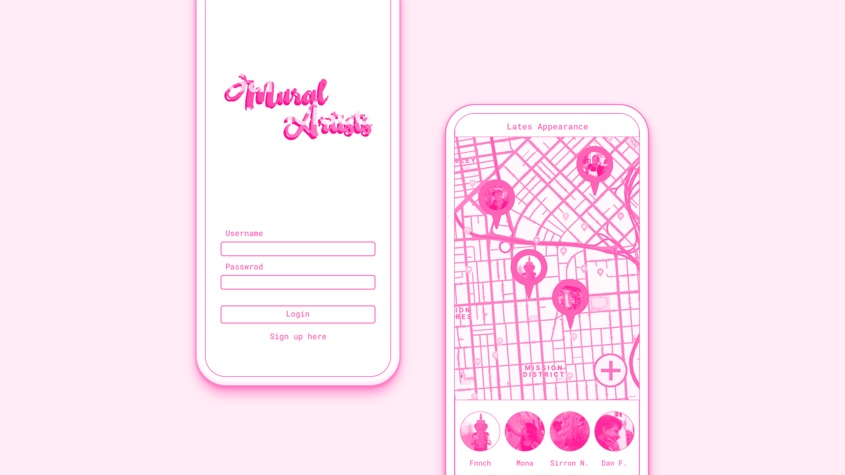 Mural
Artists
Username
Passwrod
Login
Sign up here
Lates Appearance
MISSION
DISTRICT
Fnnch
Mona
Sirron N.
Dan F.